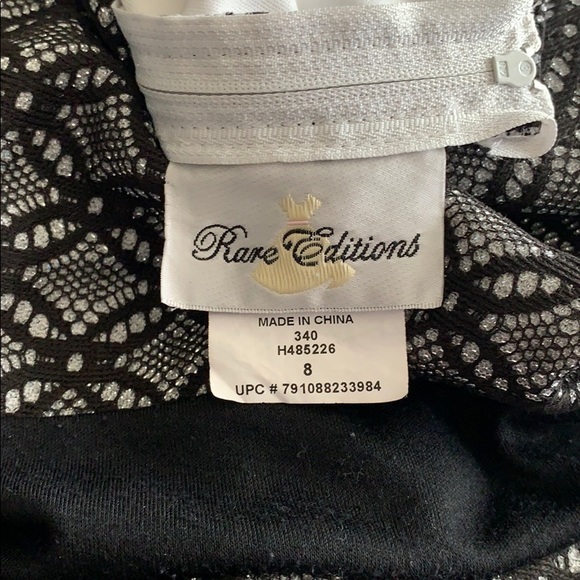 Rare Editions
MADE IN CHINA
340
H485226
8
UPC # 791088233984